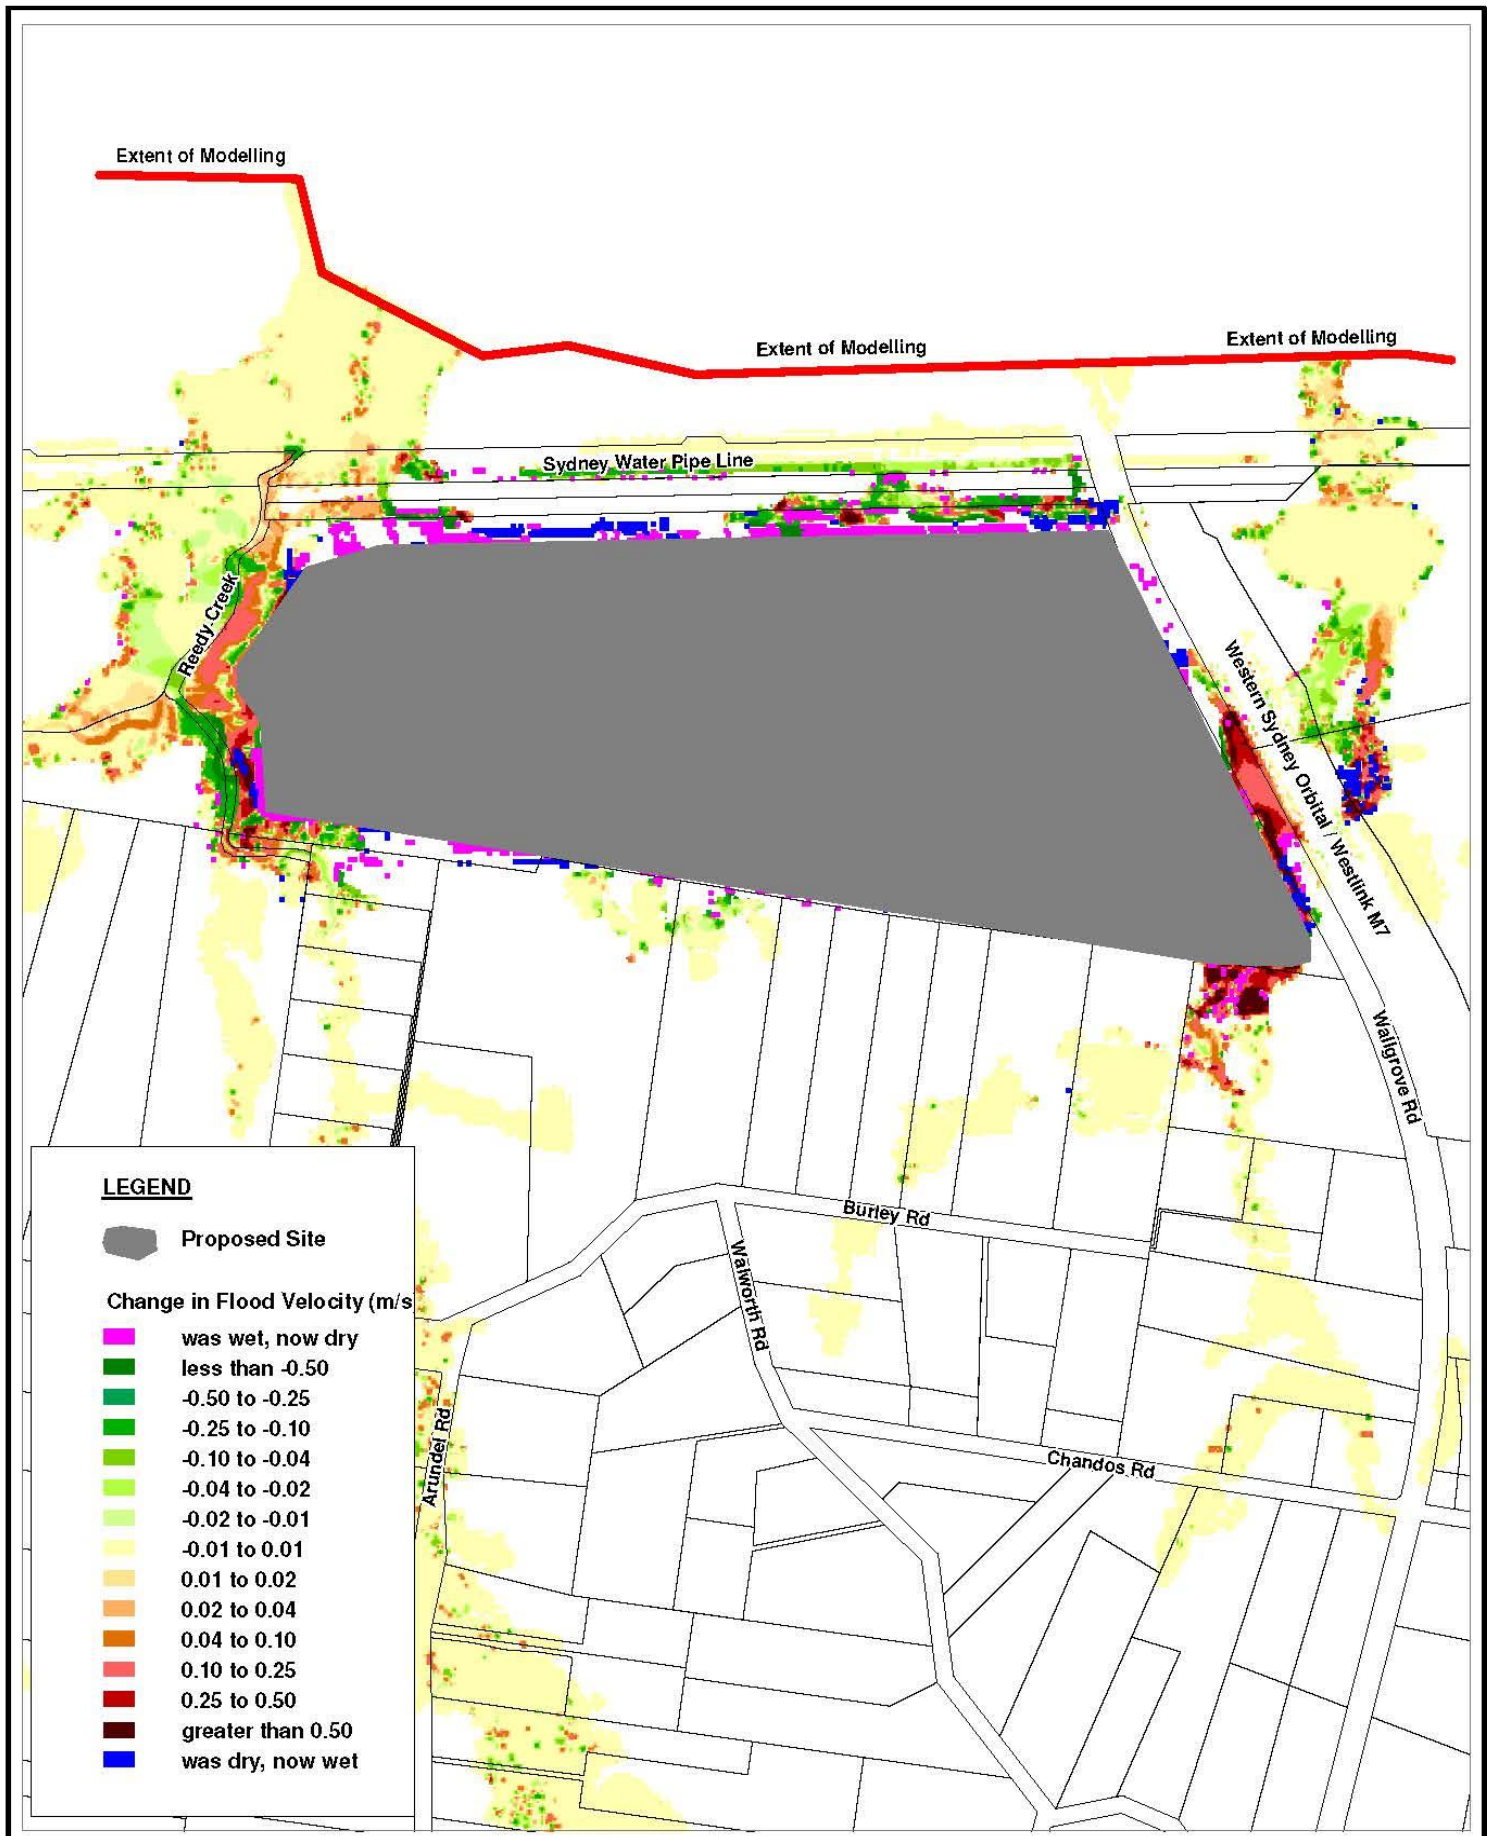 Extent of Modelling
Extent of Modelling
Extent of Modelling
Sydney Water Pipe Line
Reedy Creek
Western Sydney Orbital / Westlink M7
Wallgrove Rd
Burley Rd
Walworth Rd
Chandos Rd
Arundel Rd
LEGEND
Proposed Site
Change in Flood Velocity (m/s
was wet, now dry
less than -0.50
-0.50 to -0.25
-0.25 to -0.10
-0.10 to -0.04
-0.04 to -0.02
-0.02 to -0.01
-0.01 to 0.01
0.01 to 0.02
0.02 to 0.04
0.04 to 0.10
0.10 to 0.25
0.25 to 0.50
greater than 0.50
was dry, now wet